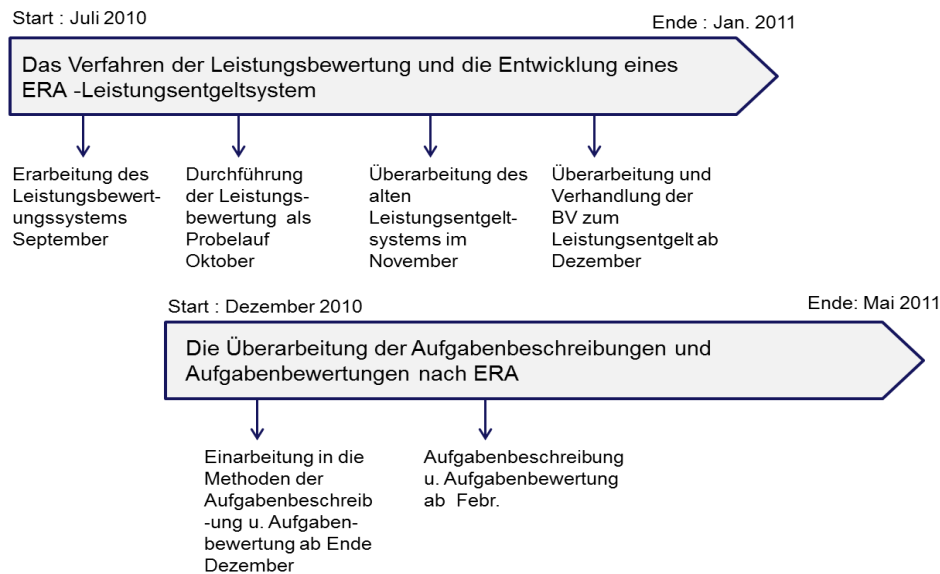 Start : Juli 2010
Ende : Jan. 2011
Das Verfahren der Leistungsbewertung und die Entwicklung eines
ERA -Leistungsentgeltsystem
Erarbeitung des
Leistungsbewert-
ungssystems
September
Durchführung
der Leistungs-
bewertung als
Probelauf
Oktober
Überarbeitung des
alten
Leistungsentgelt-
systems im
November
Überarbeitung und
Verhandlung der
BV zum
Leistungsentgelt ab
Dezember
Start : Dezember 2010
Ende: Mai 2011
Die Überarbeitung der Aufgabenbeschreibungen und
Aufgabenbewertungen nach ERA
Einarbeitung in die
Methoden der
Aufgabenbeschreib
-ung u. Aufgaben-
bewertung ab Ende
Dezember
Aufgabenbeschreibung
u. Aufgabenbewertung
ab Febr.